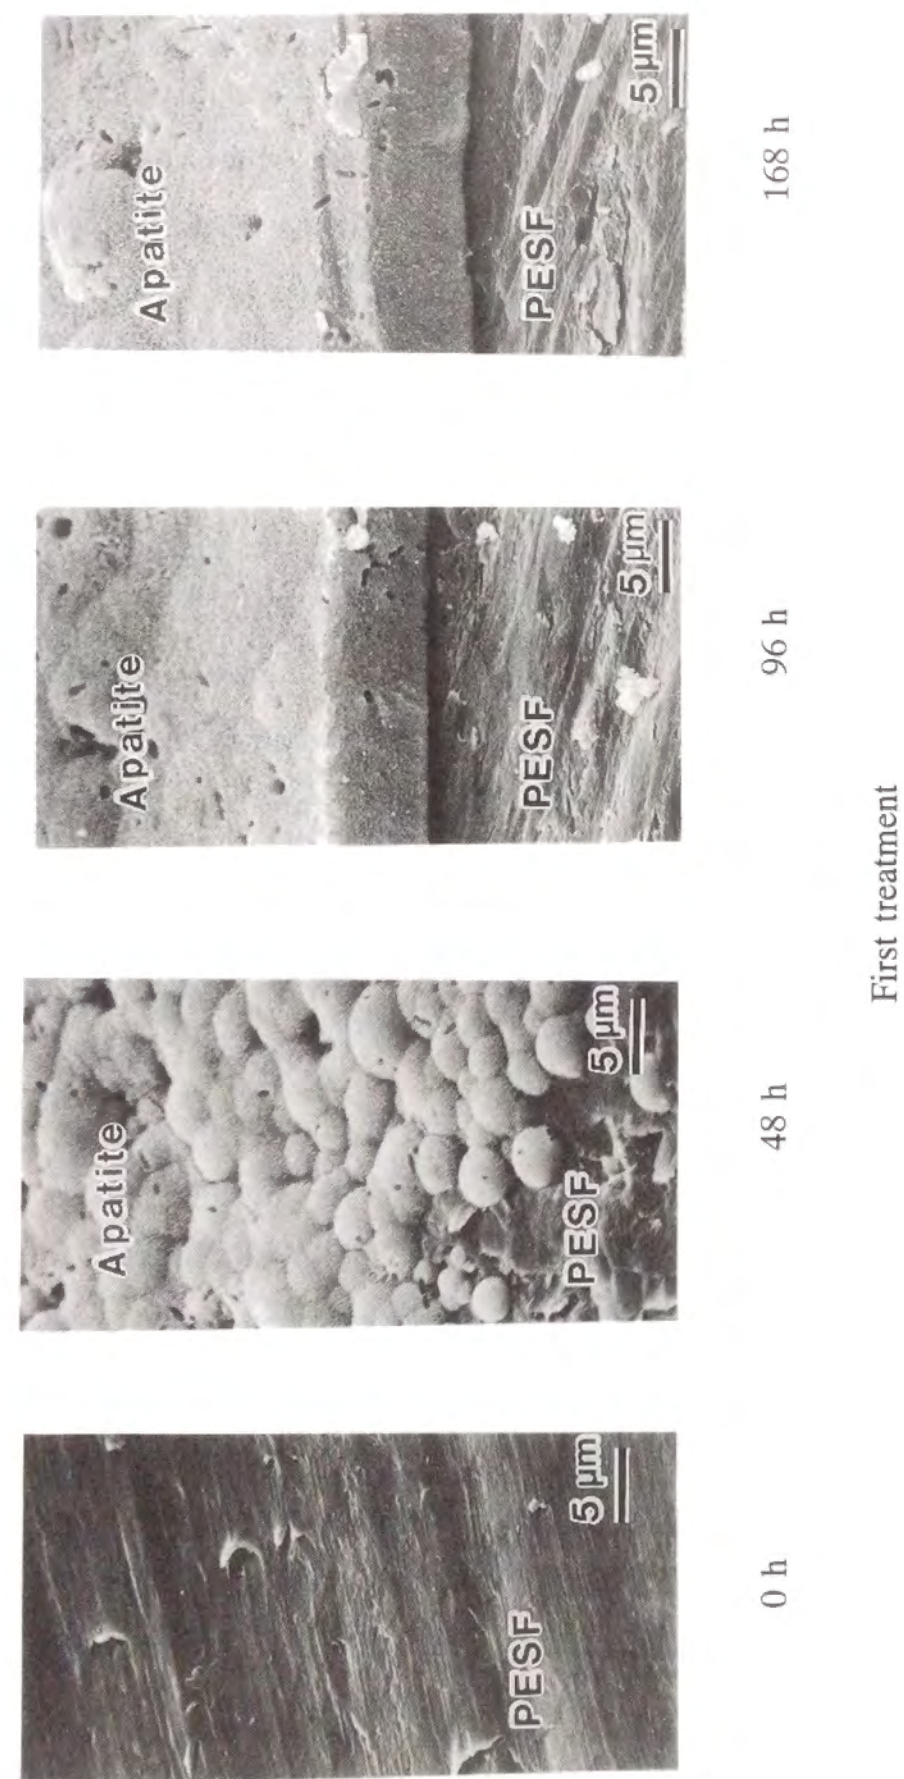 PESF
5 µm
0 h
Apatite
PESF
5 µm
48 h
Apatite
PESF
5 µm
96 h
Apatite
PESF
5 µm
168 h
First treatment